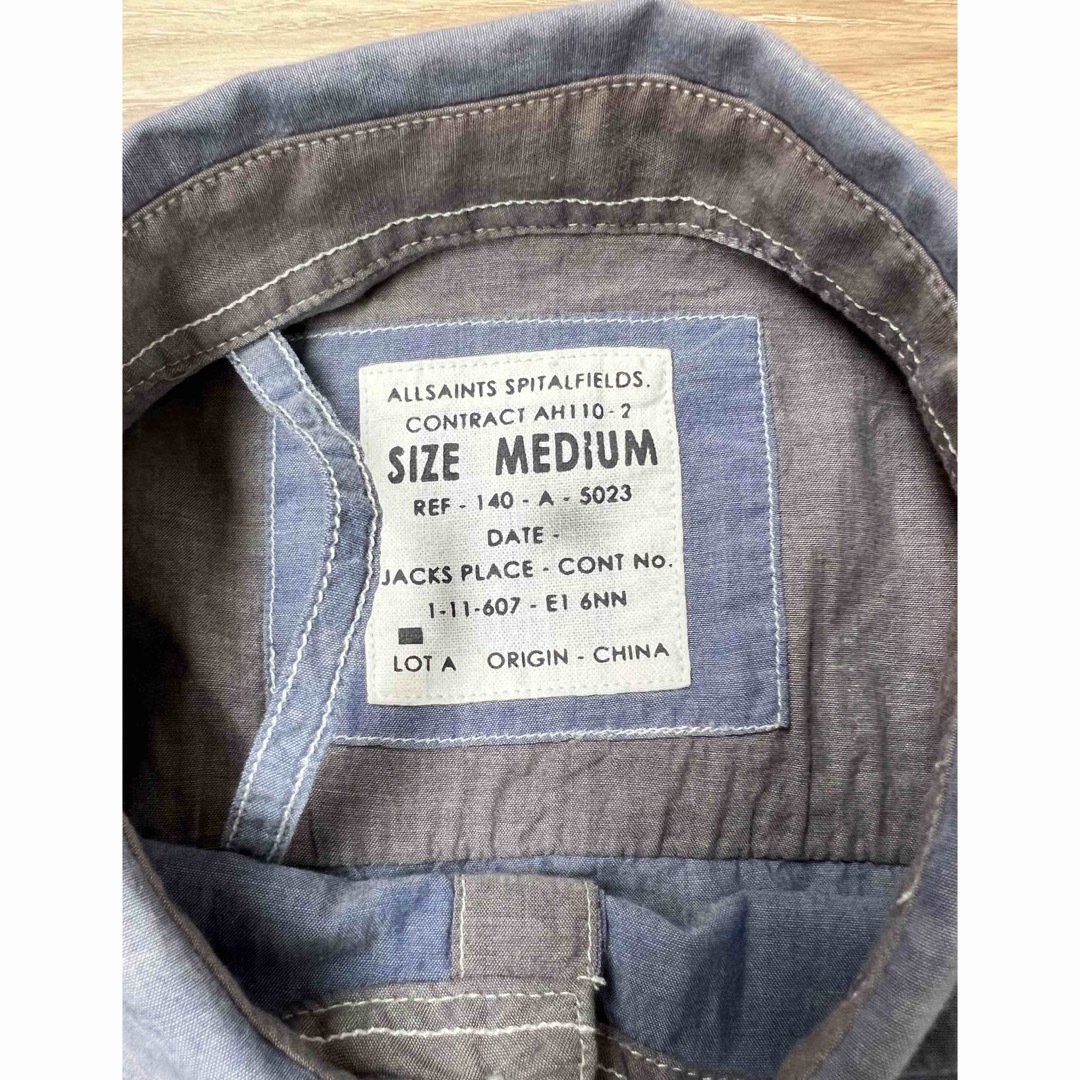 ALLSAINTS SPITALFIELDS.
CONTRACT AH110-2
SIZE MEDIUM
REF - 140 - A - 5023
DATE -
JACKS PLACE - CONT No.
1-11-607 - E1 6NN
LOT A ORIGIN - CHINA